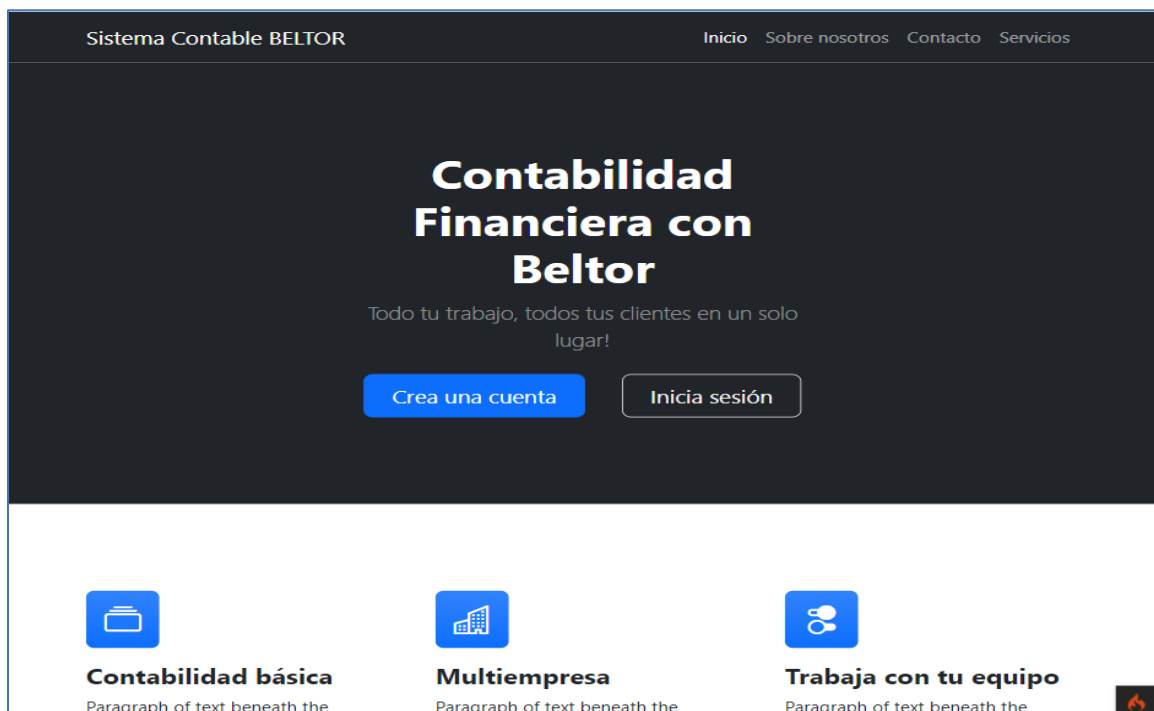 Sistema Contable BELTOR
Inicio Sobre nosotros Contacto Servicios
Contabilidad
Financiera con
Beltor
Todo tu trabajo, todos tus clientes en un solo
lugar!
Crea una cuenta
Inicia sesión
Contabilidad básica
Multiempresa
Trabaja con tu equipo
Paragraph of text beneath the
Paragraph of text beneath the
Paragraph of text beneath the